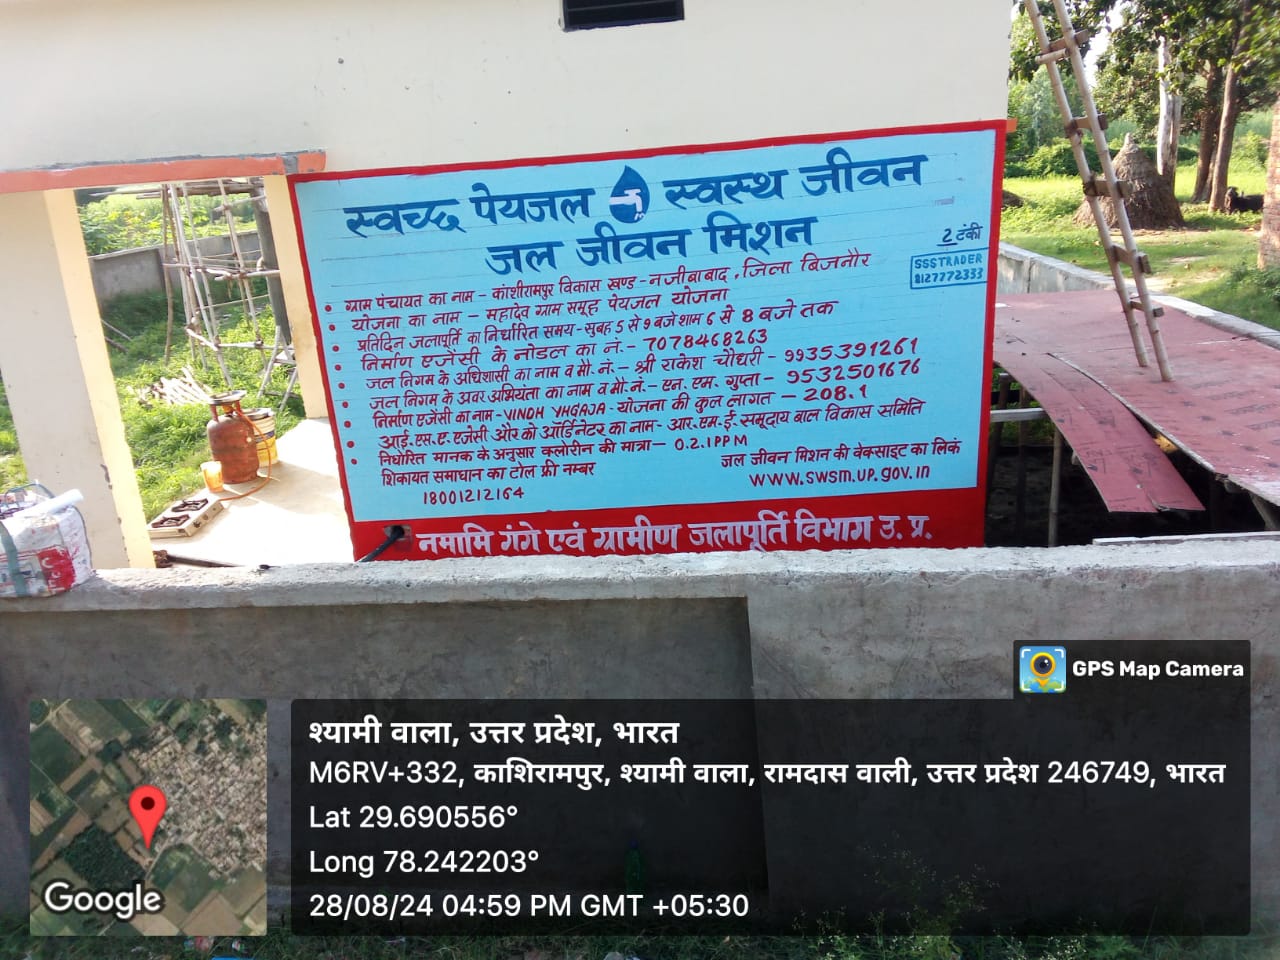 स्वच्छ पेयजल स्वस्थ जीवन
जल जीवन मिशन
2 टंकी
SSSTRADER
8127772333
• ग्राम पंचायत का नाम – कांशीरामपुर विकास खण्ड - नजीबाबाद, जिला बिजनौर
• योजना का नाम – महादेव ग्राम समूह पेयजल योजना
• प्रतिदिन जलापूर्ति का निर्धारित समय - सुबह 5 से 9 बजे शाम 6 से 8 बजे तक
• निर्माण एजेंसी के नोडल का नं.- 7078468263
• जल निगम के अधिशासी का नाम व मो. नं.- श्री राकेश चौधरी - 9935391261
• जल निगम के अवर अभियंता का नाम व मो.नं.- एन. एम. गुप्ता - 9532501676
• निर्माण एजेंसी का नाम - VINDH YHGAJA - योजना की कुल लागत – 208.1
• आई. एस. ए. एजेंसी और को ऑर्डिनेटर का नाम - आर. एम. ई. समूदाय बाल विकास समिति
• निर्धारित मानक के अनुसार क्लोरीन की मात्रा – 0.2.1PPM
शिकायत समाधान का टोल फ्री नम्बर
18001212164
जल जीवन मिशन की वेबसाइट का लिंक
www.swsm.up.gov.in
नमामि गंगे एवं ग्रामीण जलापूर्ति विभाग उ. प्र.
GPS Map Camera
श्यामी वाला, उत्तर प्रदेश, भारत
M6RV+332, काशिरामपुर, श्यामी वाला, रामदास वाली, उत्तर प्रदेश 246749, भारत
Lat 29.690556°
Long 78.242203°
28/08/24 04:59 PM GMT +05:30
Google